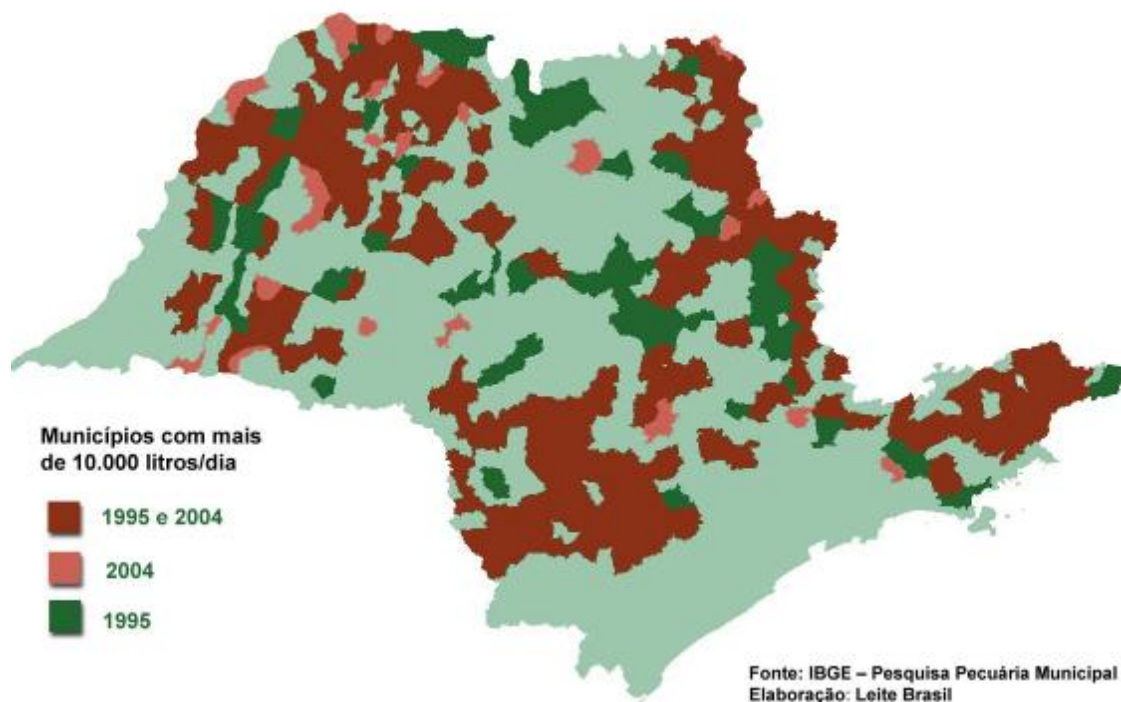 Municípios com mais
de 10.000 litros/dia
1995 e 2004
2004
1995
Fonte: IBGE – Pesquisa Pecuária Municipal
Elaboração: Leite Brasil